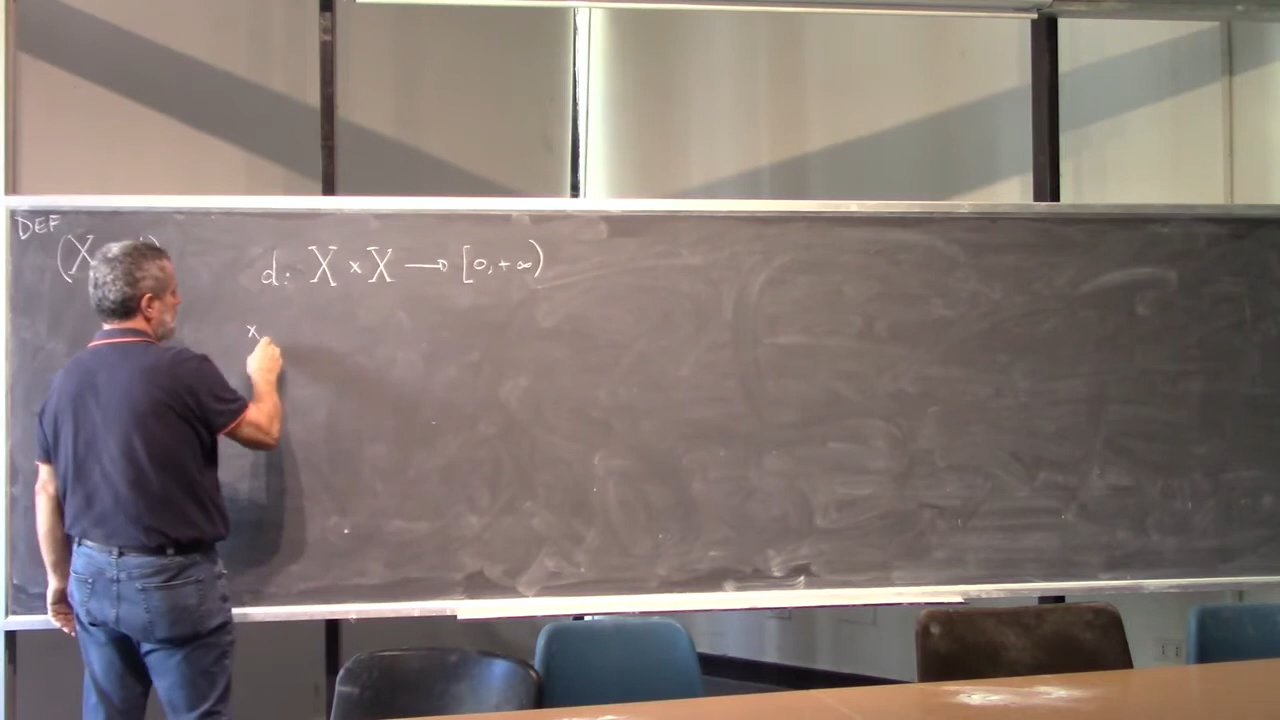 DEF
(X d: X × X → [0, +∞)
x